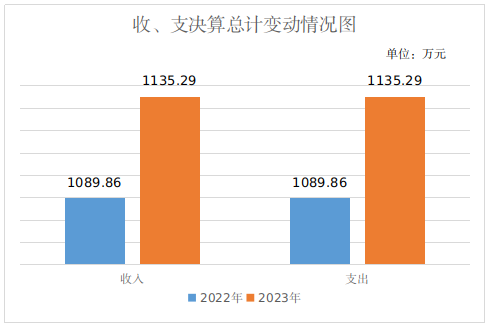 收、支决算总计变动情况图
单位：万元
1135.29 1135.29
1089.86 1089.86
收入 支出
2022年 2023年